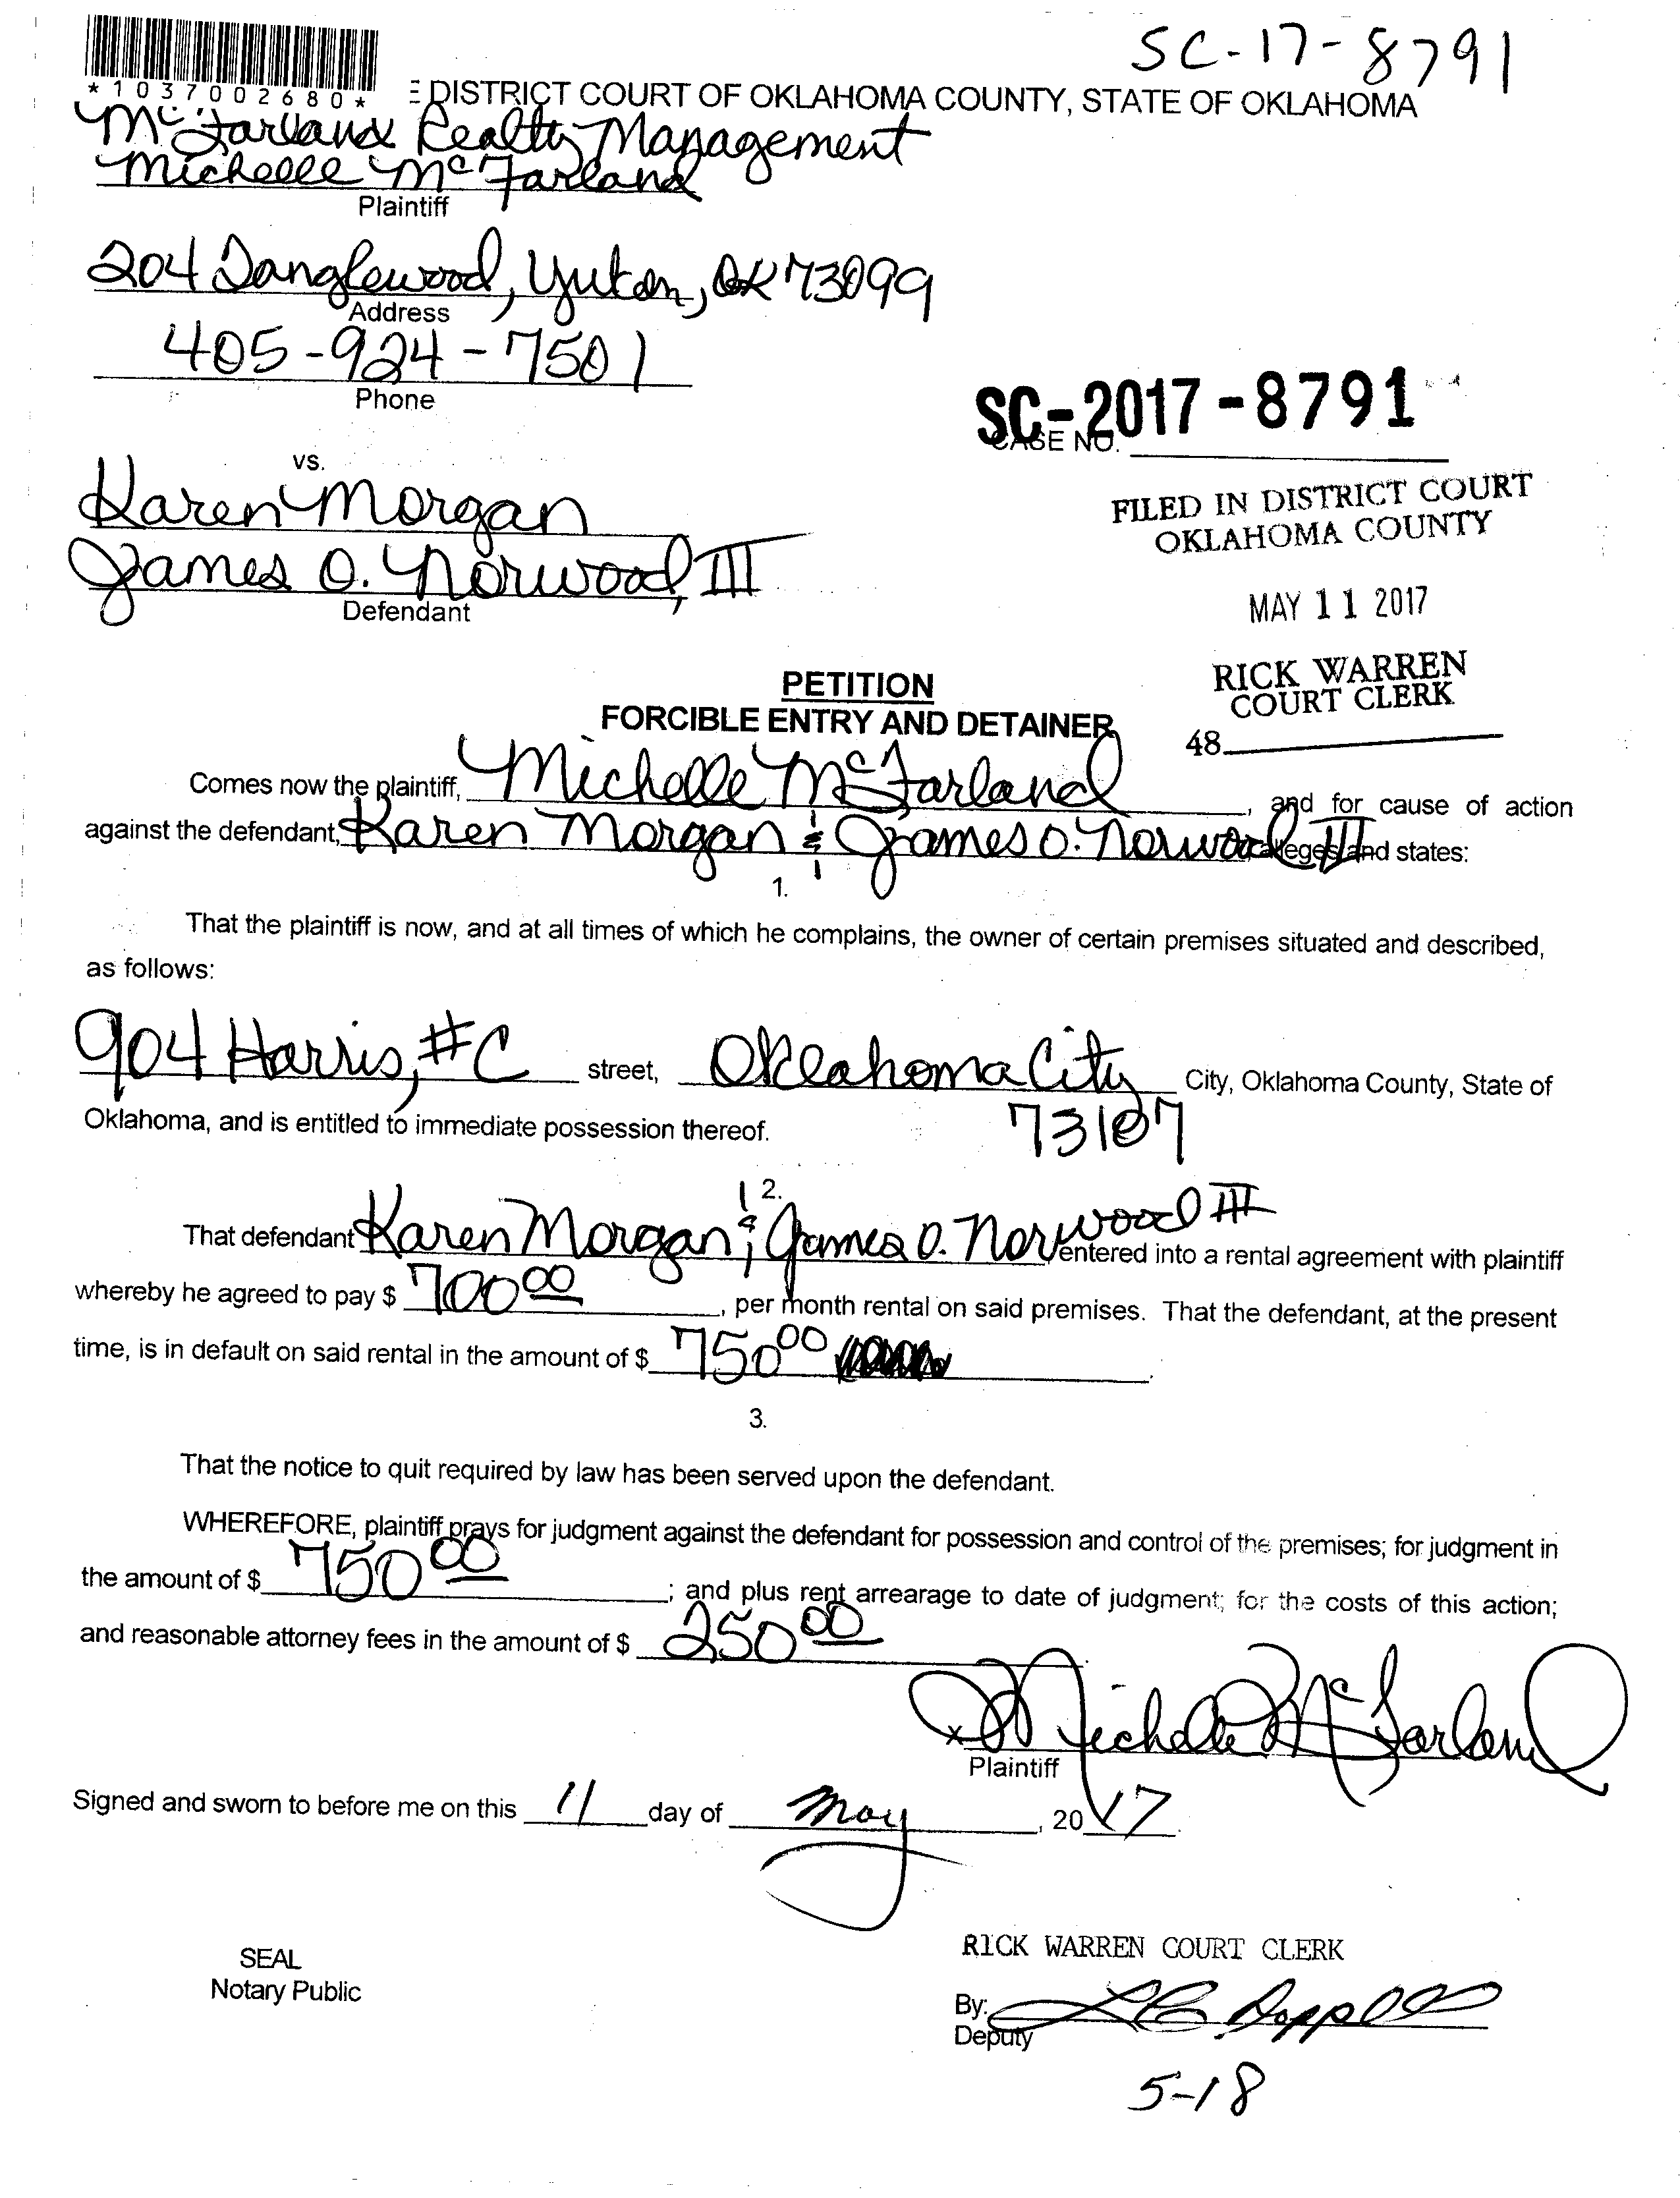 SC-17-8791
*1037002680*
E DISTRICT COURT OF OKLAHOMA COUNTY, STATE OF OKLAHOMA
McFarland Realty Management
Michelle McFarland
Plaintiff
204 Tanglewood, Yukon, OK 73099
Address
405-924-7501
Phone
SC-2017-8791
CASE NO.
vs.
Karen Morgan
James O. Norwood, III
Defendant
FILED IN DISTRICT COURT
OKLAHOMA COUNTY
MAY 11 2017
RICK WARREN
COURT CLERK
48
PETITION
FORCIBLE ENTRY AND DETAINER
Comes now the plaintiff, Michelle McFarland, and for cause of action
against the defendant, Karen Morgan & James O. Norwood III alleges and states:
1.
That the plaintiff is now, and at all times of which he complains, the owner of certain premises situated and described,
as follows:
904 Harris, #C street, Oklahoma City City, Oklahoma County, State of
73107
Oklahoma, and is entitled to immediate possession thereof.
2.
That defendant Karen Morgan & James O. Norwood III entered into a rental agreement with plaintiff
whereby he agreed to pay $ 700 00, per month rental on said premises. That the defendant, at the present
time, is in default on said rental in the amount of $ 750 00.
3.
That the notice to quit required by law has been served upon the defendant.
WHEREFORE, plaintiff prays for judgment against the defendant for possession and control of the premises; for judgment in
the amount of $ 750 00; and plus rent arrearage to date of judgment; for the costs of this action;
and reasonable attorney fees in the amount of $ 250 00.
x Michelle McFarland
Plaintiff
Signed and sworn to before me on this 11 day of May, 20 17.
SEAL
Notary Public
RICK WARREN COURT CLERK
By:
Deputy
5-18